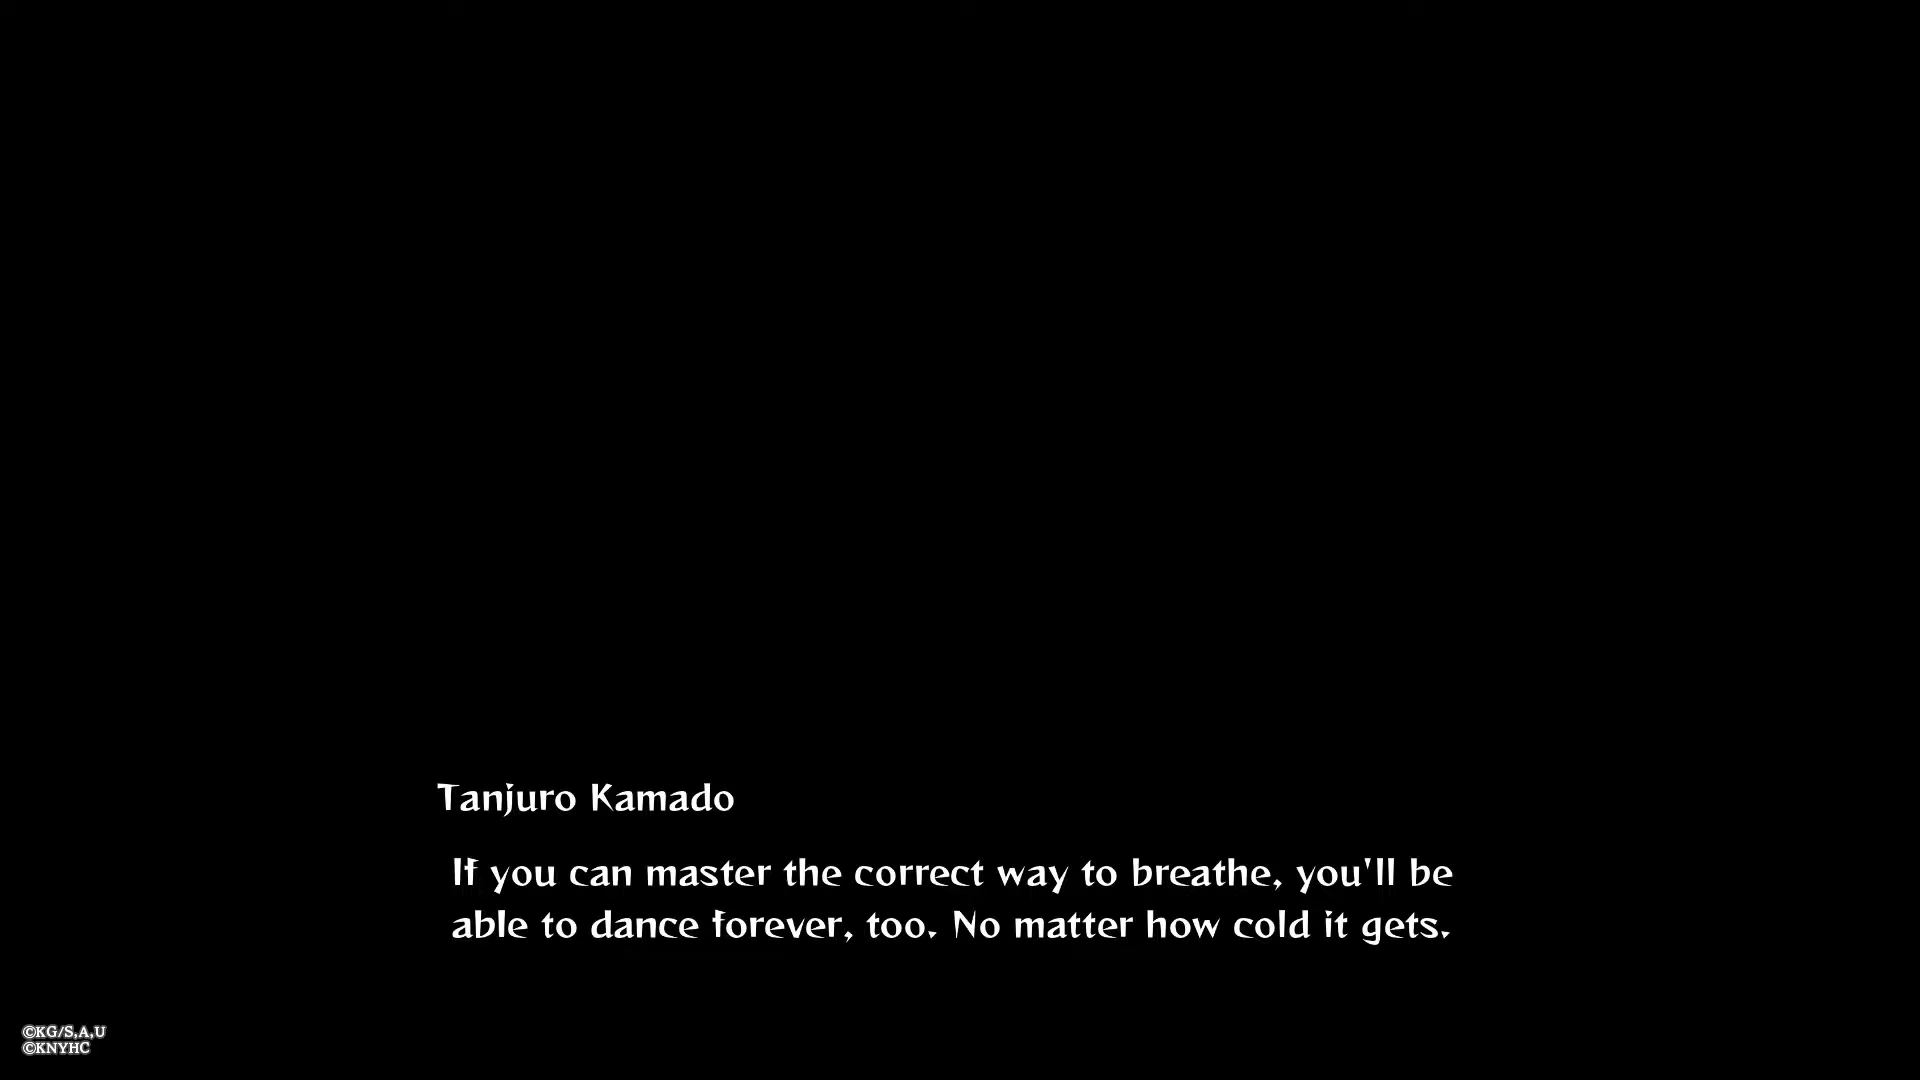 Tanjuro Kamado
If you can master the correct way to breathe, you'll be
able to dance forever, too. No matter how cold it gets.
©KG/S,A,U
©KNYHC